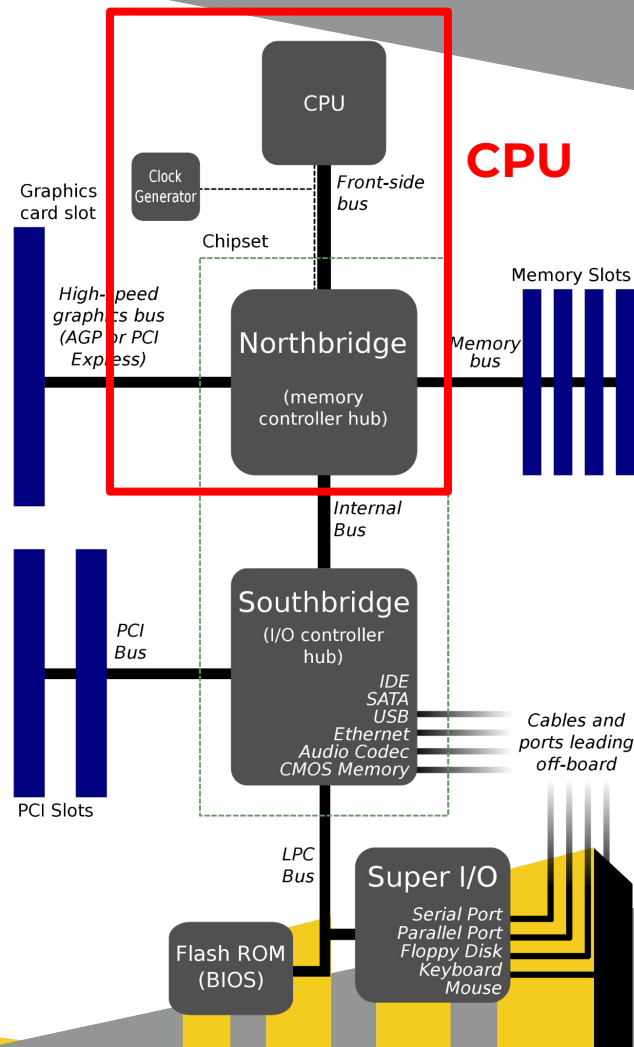 CPU
CPU
Clock
Generator
Front-side
bus
Graphics
card slot
Chipset
Memory Slots
High-speed
graphics bus
(AGP or PCI
Express)
Northbridge
(memory
controller hub)
Memory
bus
Internal
Bus
Southbridge
(I/O controller
hub)
PCI
Bus
IDE
SATA
USB
Ethernet
Audio Codec
CMOS Memory
Cables and
ports leading
off-board
PCI Slots
LPC
Bus
Super I/O
Serial Port
Parallel Port
Floppy Disk
Keyboard
Mouse
Flash ROM
(BIOS)